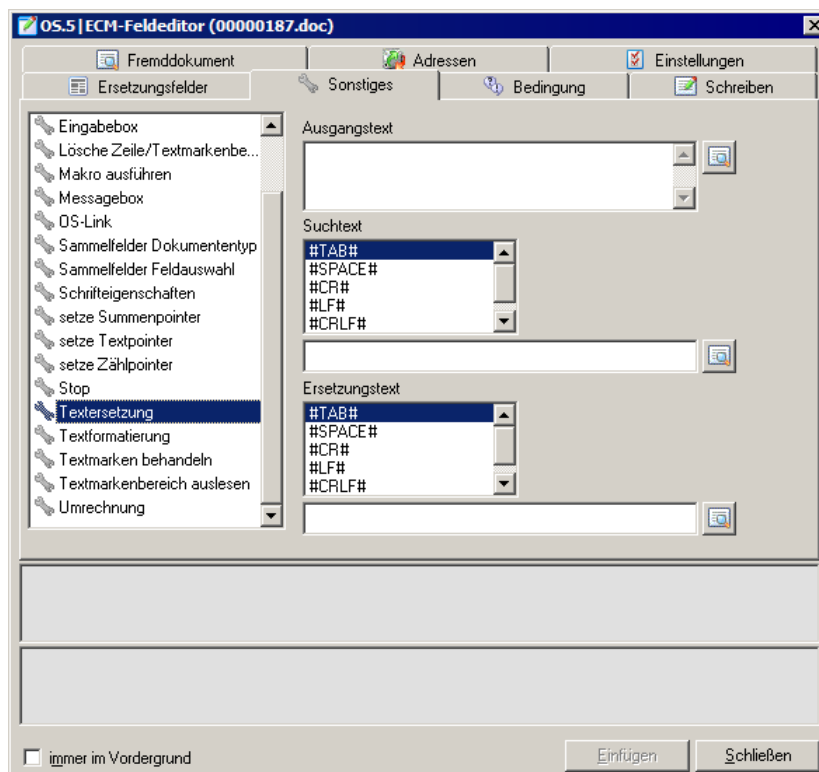 OS.5|ECM-Feldeditor (00000187.doc)
Fremddokument
Adressen
Einstellungen
Ersetzungsfelder
Sonstiges
Bedingung
Schreiben
Eingabebox
Lösche Zeile/Textmarkenbe...
Makro ausführen
Messagebox
OS-Link
Sammelfelder Dokumententyp
Sammelfelder Feldauswahl
Schrifteigenschaften
setze Summenpointer
setze Textpointer
setze Zählpointer
Stop
Textersetzung
Textformatierung
Textmarken behandeln
Textmarkenbereich auslesen
Umrechnung
Ausgangstext
Suchtext
#TAB#
#SPACE#
#CR#
#LF#
#CRLF#
Ersetzungstext
#TAB#
#SPACE#
#CR#
#LF#
#CRLF#
immer im Vordergrund
Einfügen
Schließen